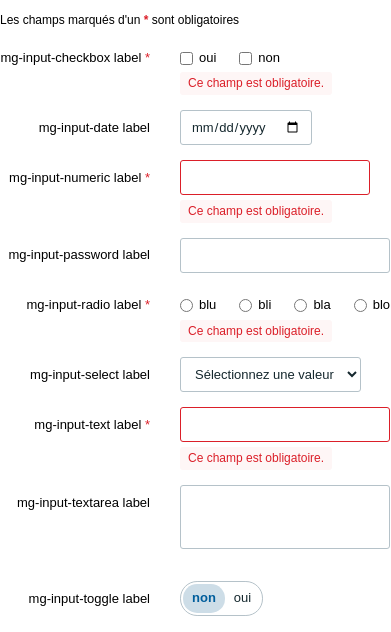 Les champs marqués d'un * sont obligatoires
mg-input-checkbox label * oui non
Ce champ est obligatoire.
mg-input-date label mm/dd/yyyy
mg-input-numeric label *
Ce champ est obligatoire.
mg-input-password label
mg-input-radio label * blu bli bla blo
Ce champ est obligatoire.
mg-input-select label Sélectionnez une valeur
mg-input-text label *
Ce champ est obligatoire.
mg-input-textarea label
mg-input-toggle label non oui